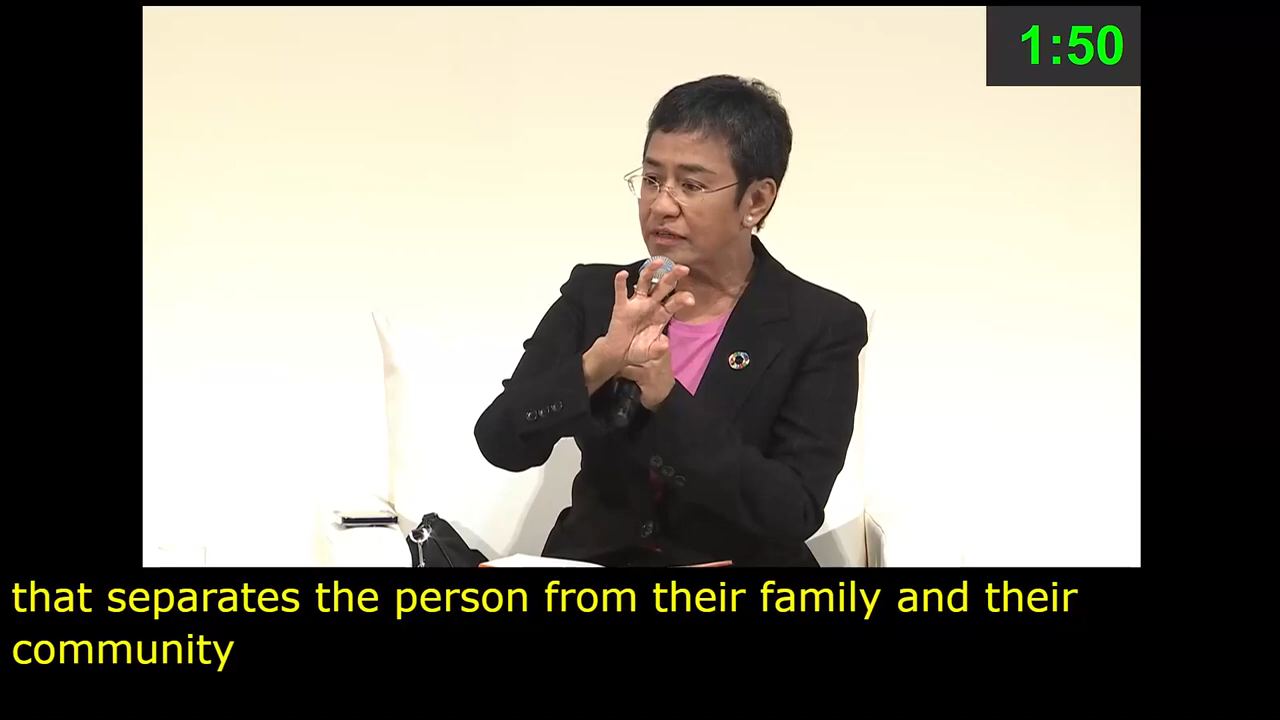 1:50
that separates the person from their family and their
community